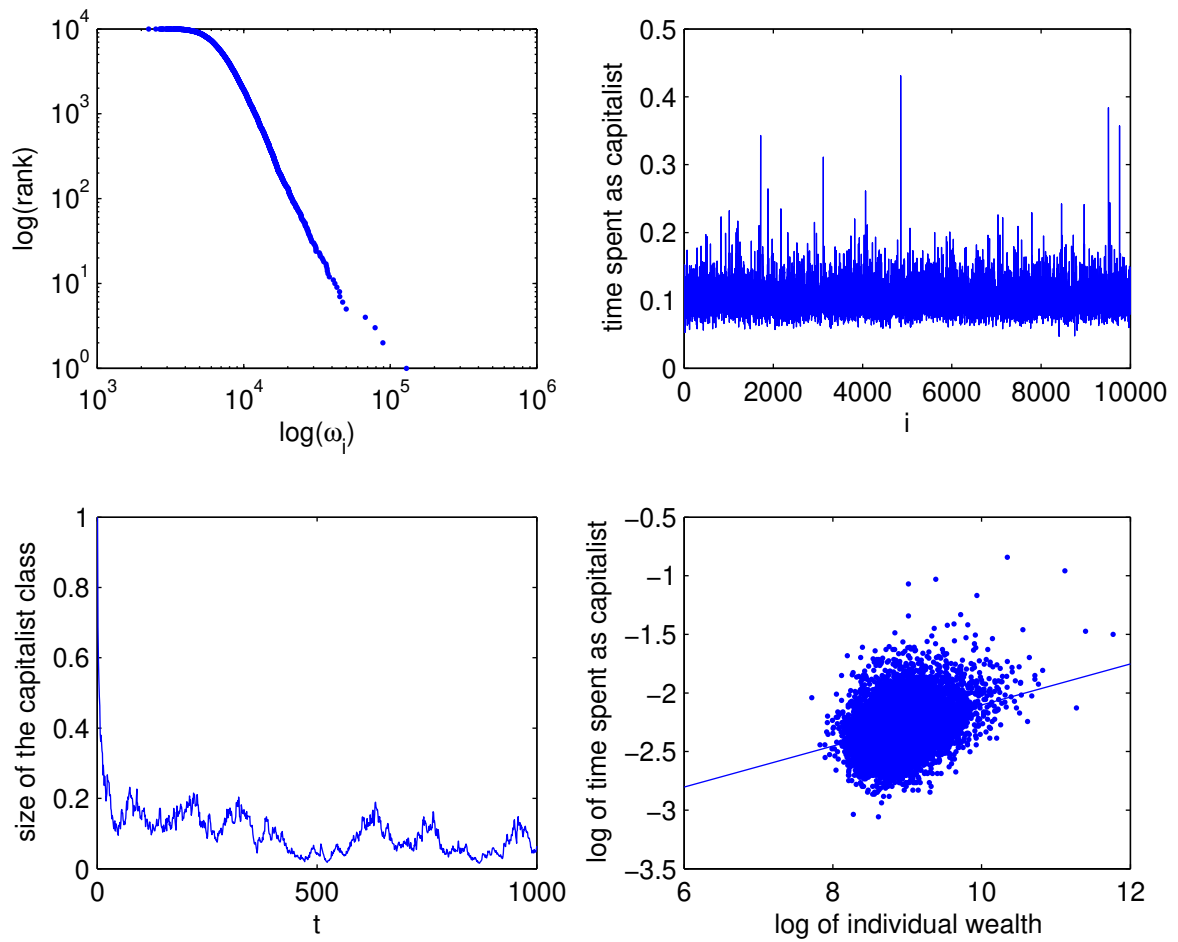 10^4
10^3
10^2
10^1
10^0
log(rank)
10^3 10^4 10^5 10^6
log(ω_i)
0.5
0.4
0.3
0.2
0.1
0
time spent as capitalist
0 2000 4000 6000 8000 10000
i
1
0.8
0.6
0.4
0.2
0
size of the capitalist class
0 500 1000
t
−0.5
−1
−1.5
−2
−2.5
−3
−3.5
log of time spent as capitalist
6 8 10 12
log of individual wealth